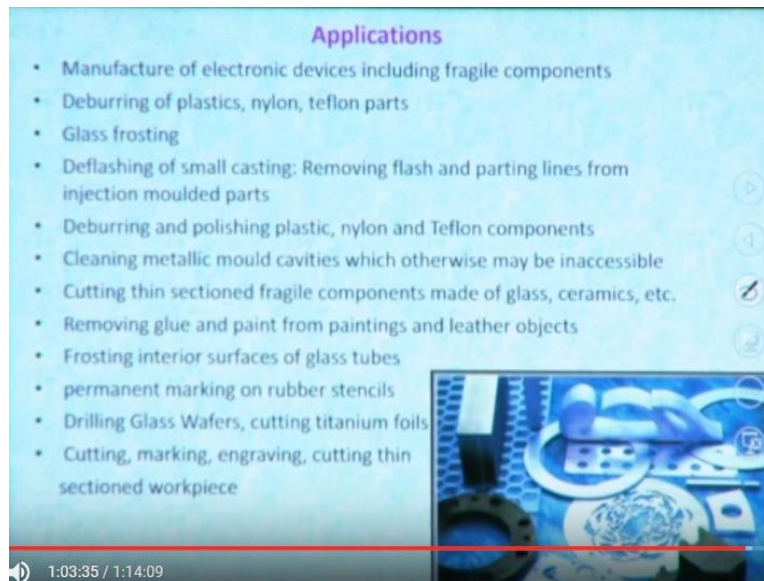 Applications
• Manufacture of electronic devices including fragile components
• Deburring of plastics, nylon, teflon parts
• Glass frosting
• Deflashing of small casting: Removing flash and parting lines from
injection moulded parts
• Deburring and polishing plastic, nylon and Teflon components
• Cleaning metallic mould cavities which otherwise may be inaccessible
• Cutting thin sectioned fragile components made of glass, ceramics, etc.
• Removing glue and paint from paintings and leather objects
• Frosting interior surfaces of glass tubes
• permanent marking on rubber stencils
• Drilling Glass Wafers, cutting titanium foils
• Cutting, marking, engraving, cutting thin
sectioned workpiece
1:03:35 / 1:14:09